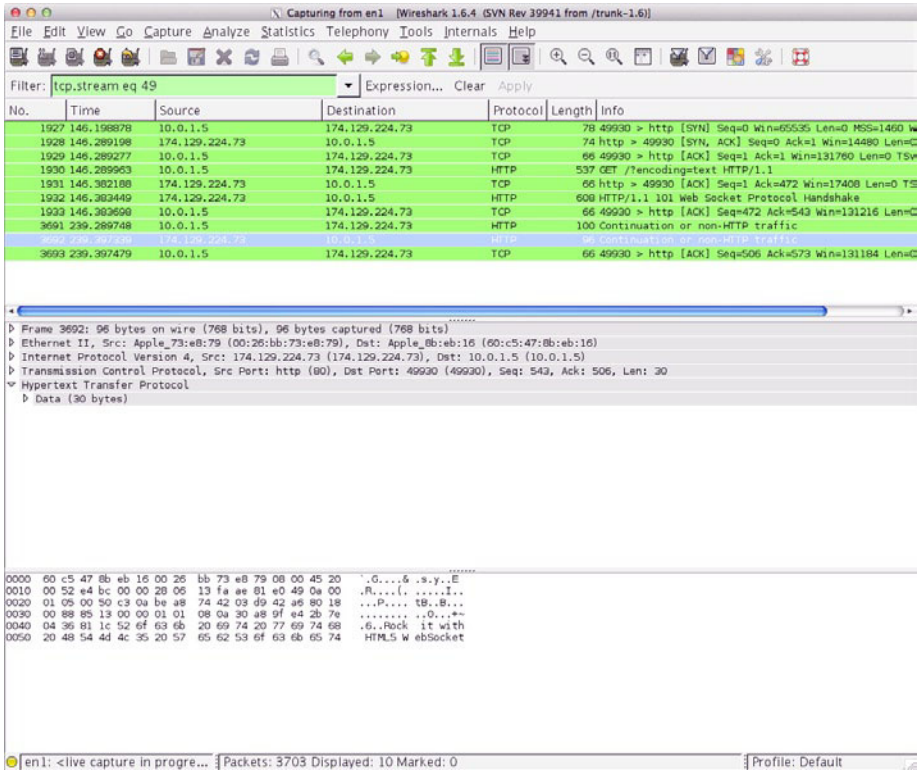 Capturing from en1 [Wireshark 1.6.4 (SVN Rev 39941 from /trunk-1.6)]
File Edit View Go Capture Analyze Statistics Telephony Tools Internals Help
Filter: tcp.stream eq 49 Expression... Clear Apply
No. Time Source Destination Protocol Length Info
1927 146.198878 10.0.1.5 174.129.224.73 TCP 78 49930 > http [SYN] Seq=0 Win=65535 Len=0 MSS=1460 W
1928 146.289198 174.129.224.73 10.0.1.5 TCP 74 http > 49930 [SYN, ACK] Seq=0 Ack=1 Win=14480 Len=0
1929 146.289277 10.0.1.5 174.129.224.73 TCP 66 49930 > http [ACK] Seq=1 Ack=1 Win=131760 Len=0 TSv
1930 146.289963 10.0.1.5 174.129.224.73 HTTP 537 GET /?encoding=text HTTP/1.1
1931 146.382188 174.129.224.73 10.0.1.5 TCP 66 http > 49930 [ACK] Seq=1 Ack=472 Win=17408 Len=0 TS
1932 146.383449 174.129.224.73 10.0.1.5 HTTP 608 HTTP/1.1 101 Web Socket Protocol Handshake
1933 146.383698 10.0.1.5 174.129.224.73 TCP 66 49930 > http [ACK] Seq=472 Ack=543 Win=131216 Len=0
3691 239.289748 10.0.1.5 174.129.224.73 HTTP 100 Continuation or non-HTTP traffic
3692 239.397339 174.129.224.73 10.0.1.5 HTTP 96 Continuation or non-HTTP traffic
3693 239.397479 10.0.1.5 174.129.224.73 TCP 66 49930 > http [ACK] Seq=506 Ack=573 Win=131184 Len=0
Frame 3692: 96 bytes on wire (768 bits), 96 bytes captured (768 bits)
Ethernet II, Src: Apple_73:e8:79 (00:26:bb:73:e8:79), Dst: Apple_8b:eb:16 (60:c5:47:8b:eb:16)
Internet Protocol Version 4, Src: 174.129.224.73 (174.129.224.73), Dst: 10.0.1.5 (10.0.1.5)
Transmission Control Protocol, Src Port: http (80), Dst Port: 49930 (49930), Seq: 543, Ack: 506, Len: 30
Hypertext Transfer Protocol
Data (30 bytes)
0000 60 c5 47 8b eb 16 00 26 bb 73 e8 79 08 00 45 20 `.G....& .s.y..E
0010 00 52 e4 bc 00 00 28 06 13 fa ae 81 e0 49 0a 00 .R....(. .....I..
0020 01 05 00 50 c3 0a be a8 74 42 03 d9 42 a6 80 18 ...P.... tB..B...
0030 00 88 85 13 00 00 01 01 08 0a 30 a8 9f e4 2b 7e ........ ..0...+~
0040 04 36 81 1c 52 6f 63 6b 20 69 74 20 77 69 74 68 .6..Rock it with
0050 20 48 54 4d 4c 35 20 57 65 62 53 6f 63 6b 65 74 HTML5 W ebSocket
en1: <live capture in progre... Packets: 3703 Displayed: 10 Marked: 0 Profile: Default